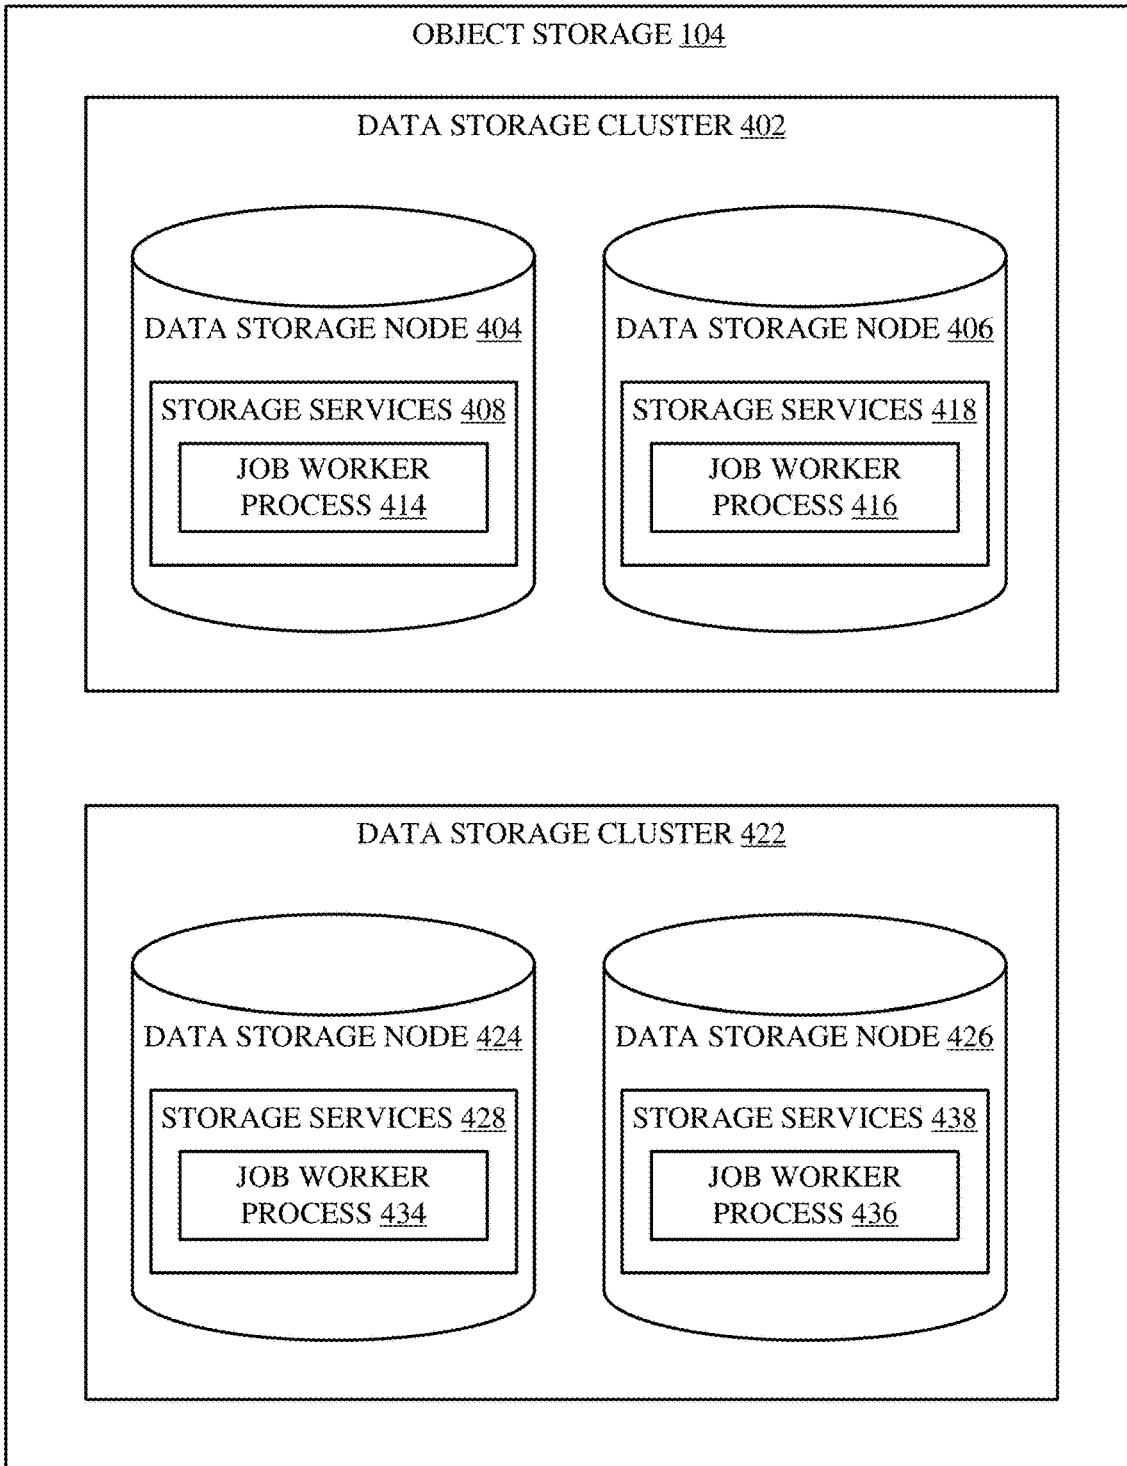 OBJECT STORAGE 104
DATA STORAGE CLUSTER 402
DATA STORAGE NODE 404
STORAGE SERVICES 408
JOB WORKER
PROCESS 414
DATA STORAGE NODE 406
STORAGE SERVICES 418
JOB WORKER
PROCESS 416
DATA STORAGE CLUSTER 422
DATA STORAGE NODE 424
STORAGE SERVICES 428
JOB WORKER
PROCESS 434
DATA STORAGE NODE 426
STORAGE SERVICES 438
JOB WORKER
PROCESS 436